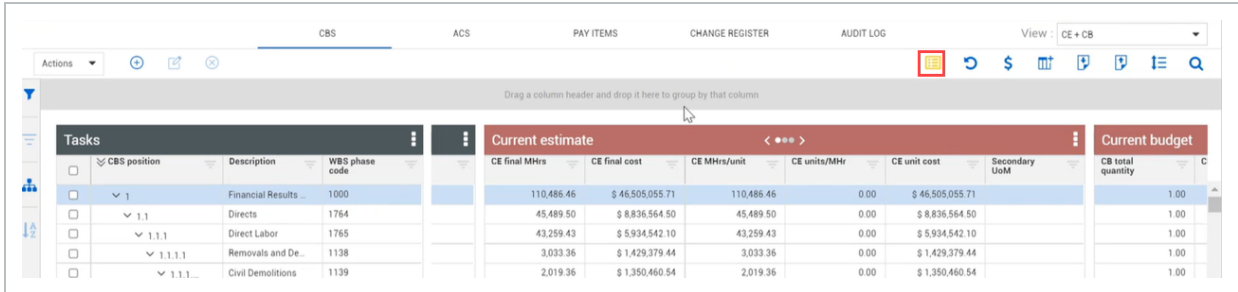 CBS ACS PAY ITEMS CHANGE REGISTER AUDIT LOG View : CE + CB
Actions
Drag a column header and drop it here to group by that column
Tasks Current estimate Current budget
CBS position Description WBS phase code CE final MHrs CE final cost CE MHrs/unit CE units/MHr CE unit cost Secondary UoM CB total quantity C
1 Financial Results ... 1000 110,486.46 $ 46,505,055.71 110,486.46 0.00 $ 46,505,055.71 1.00
1.1 Directs 1764 45,489.50 $ 8,836,564.50 45,489.50 0.00 $ 8,836,564.50 1.00
1.1.1 Direct Labor 1765 43,259.43 $ 5,934,542.10 43,259.43 0.00 $ 5,934,542.10 1.00
1.1.1.1 Removals and De... 1138 3,033.36 $ 1,429,379.44 3,033.36 0.00 $ 1,429,379.44 1.00
1.1.1.... Civil Demolitions 1139 2,019.36 $ 1,350,460.54 2,019.36 0.00 $ 1,350,460.54 1.00